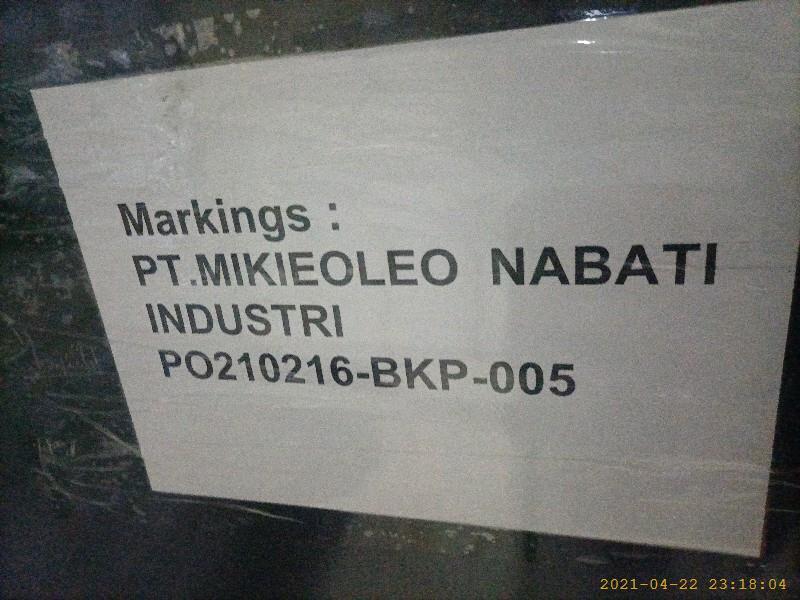 Markings :
PT.MIKIEOLEO NABATI
INDUSTRI
PO210216-BKP-005
2021-04-22 23:18:04